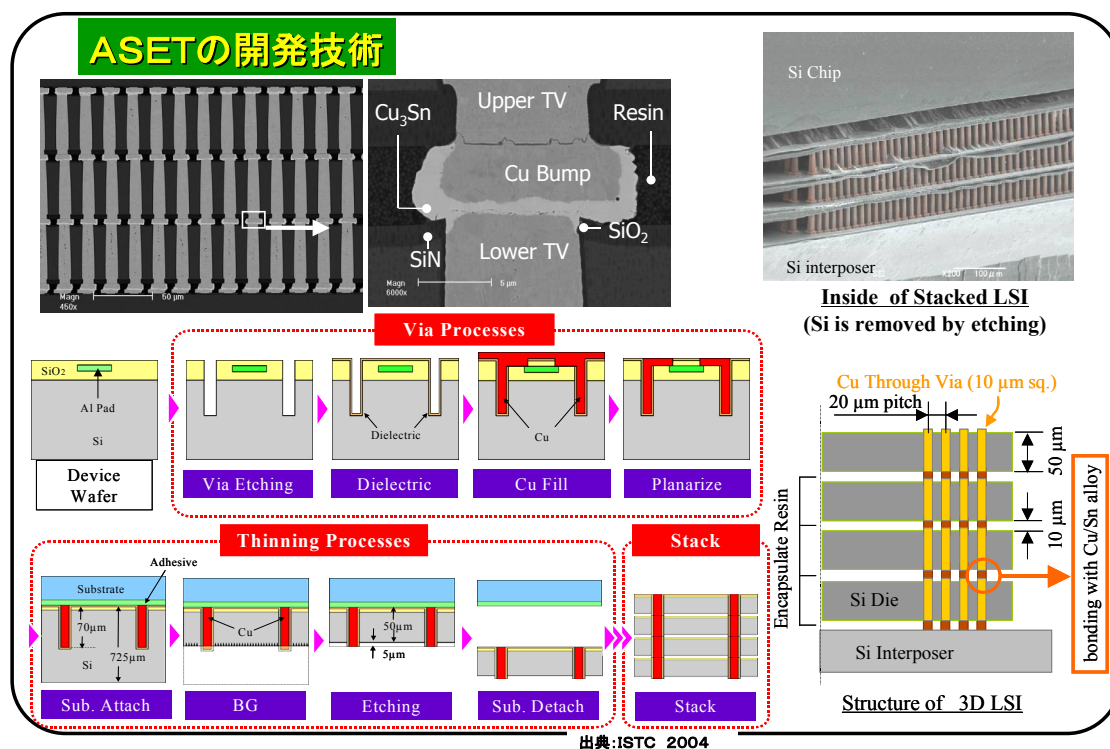 ASETの開発技術
Upper TV
Cu₃Sn
Resin
Cu Bump
Lower TV
SiN
SiO₂
Magn
450x
50 µm
Magn
6000x
5 µm
Si Chip
Si interposer
X200
100µm
Inside of Stacked LSI
(Si is removed by etching)
Via Processes
SiO₂
Al Pad
Si
Device
Wafer
Dielectric
Cu
Via Etching
Dielectric
Cu Fill
Planarize
Thinning Processes
Stack
Adhesive
Substrate
70µm
725µm
Si
Cu
50µm
5µm
Sub. Attach
BG
Etching
Sub. Detach
Stack
Cu Through Via (10 µm sq.)
20 µm pitch
50 µm
10 µm
Encapsulate Resin
Si Die
Si Interposer
bonding with Cu/Sn alloy
Structure of 3D LSI
出典:ISTC 2004